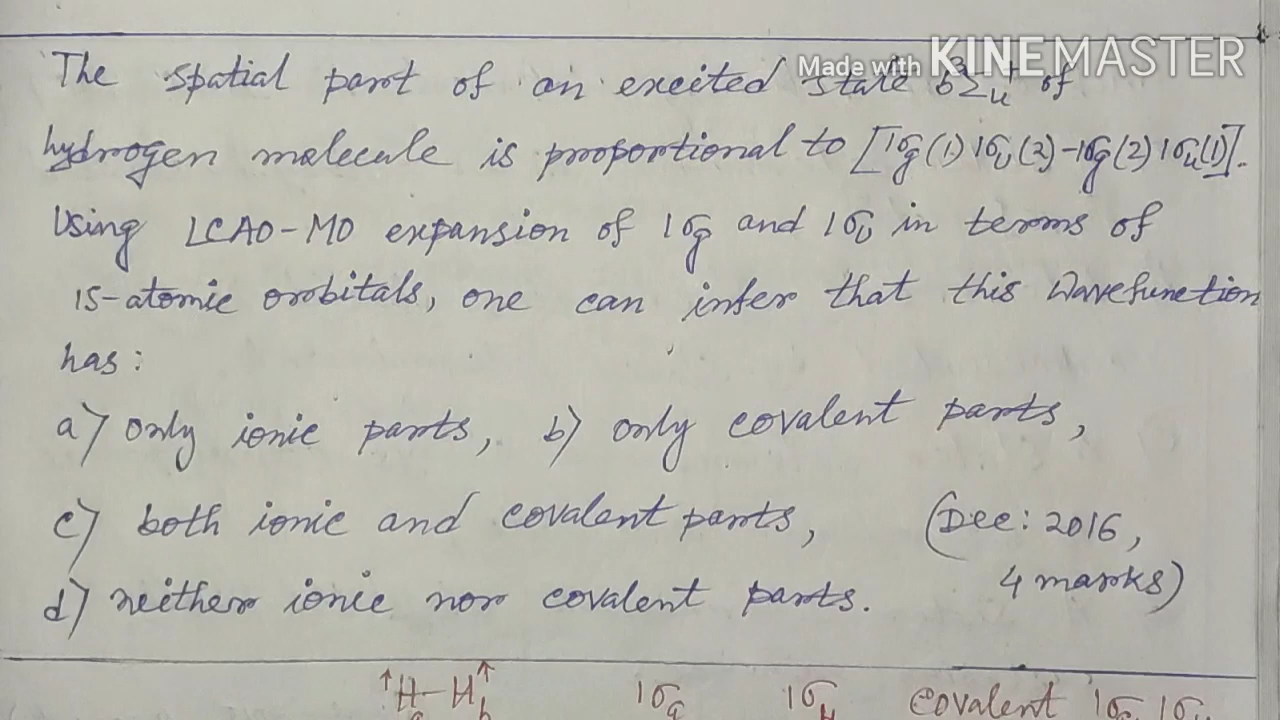 Made with KINEMASTER
The spatial part of an excited state b³Σᵤ⁺ of
hydrogen molecule is proportional to [1σg(1) 1σu(2) - 1σg(2) 1σu(1)].
Using LCAO-MO expansion of 1σg and 1σu in terms of
1S-atomic orbitals, one can infer that this wavefunction
has:
a) only ionic parts, b) only covalent parts,
c) both ionic and covalent parts, (Dec: 2016,
d) neither ionic nor covalent parts. 4 marks)
↑H-H↑ 1σg 1σu covalent